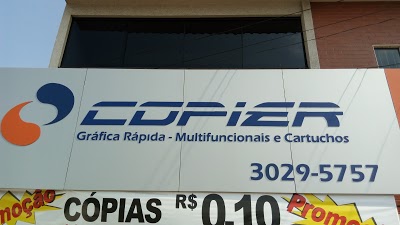 COPIER
Gráfica Rápida - Multifuncionais e Cartuchos
3029-5757
CÓPIAS R$ 0,10